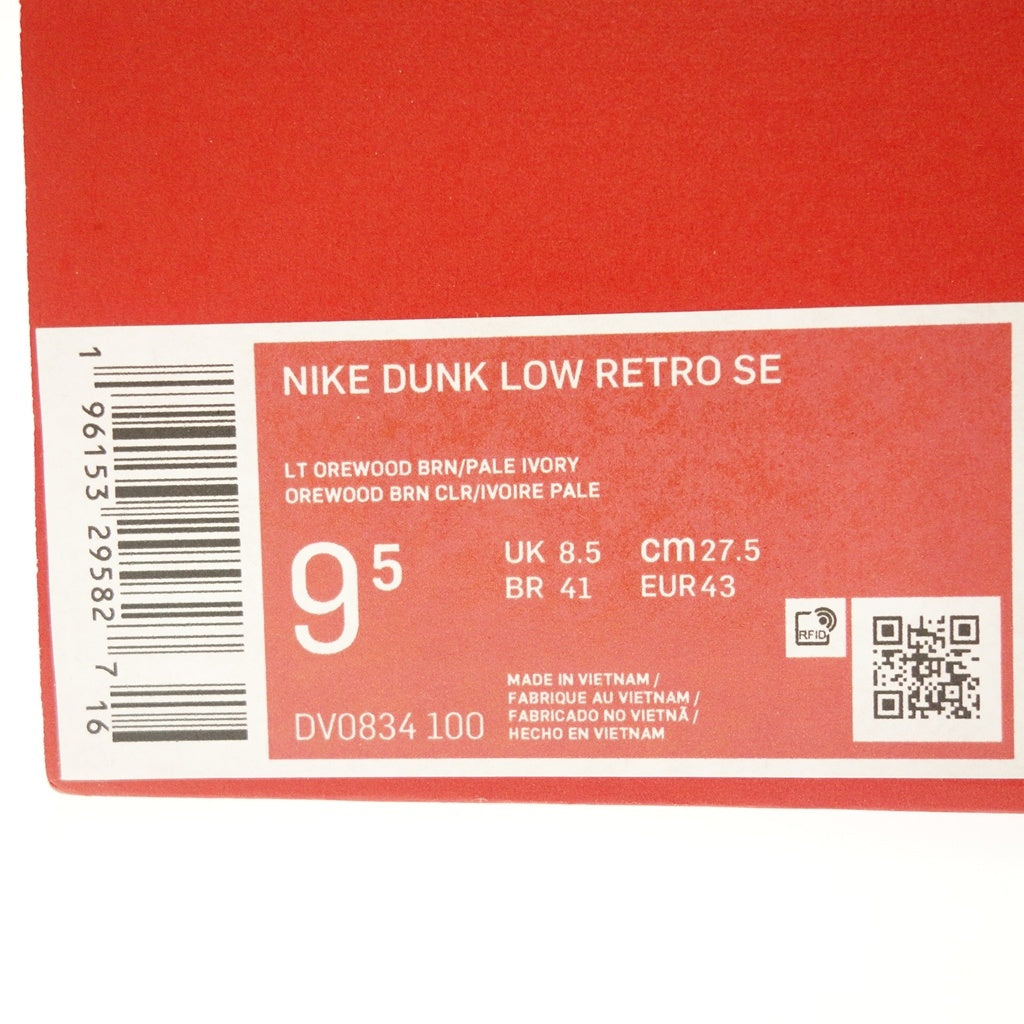 NIKE DUNK LOW RETRO SE
LT OREWOOD BRN/PALE IVORY
OREWOOD BRN CLR/IVOIRE PALE
9 5
UK 8.5 cm 27.5
BR 41 EUR 43
RFID
MADE IN VIETNAM /
FABRIQUE AU VIETNAM /
FABRICADO NO VIETNÃ /
HECHO EN VIETNAM
DV0834 100
1 96153 29582 7 16